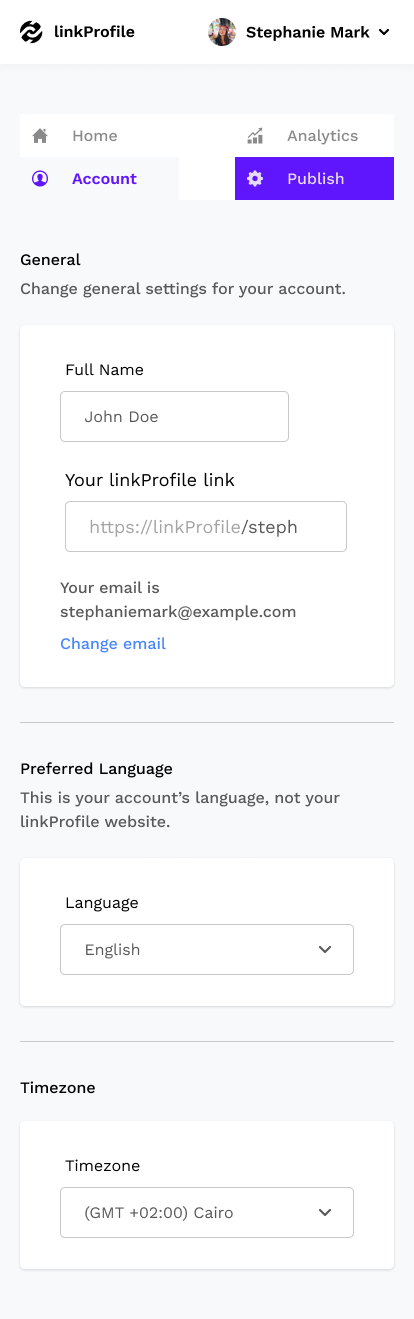 linkProfile
Stephanie Mark
Home
Analytics
Account
Publish
General
Change general settings for your account.
Full Name
John Doe
Your linkProfile link
https://linkProfile/steph
Your email is
stephaniemark@example.com
Change email
Preferred Language
This is your account’s language, not your
linkProfile website.
Language
English
Timezone
Timezone
(GMT +02:00) Cairo